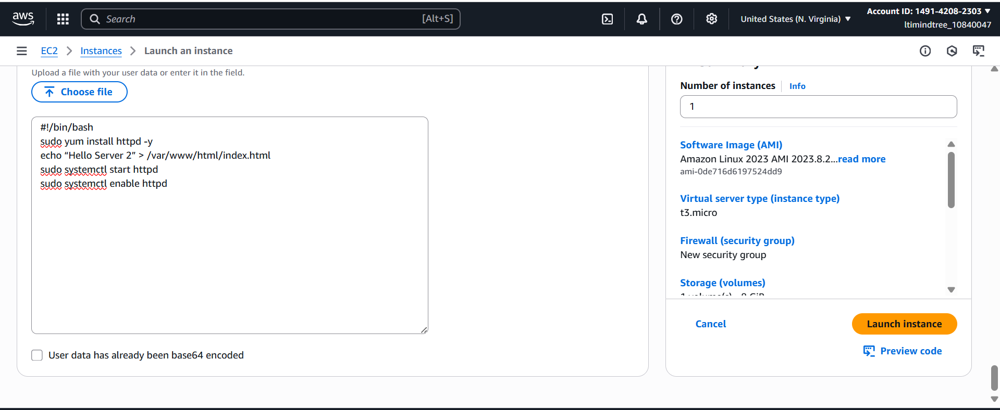 aws
Search
[Alt+S]
United States (N. Virginia)
Account ID: 1491-4208-2303
ltimindtree_10840047
EC2
Instances
Launch an instance
Upload a file with your user data or enter it in the field.
Choose file
#!/bin/bash
sudo yum install httpd -y
echo “Hello Server 2” > /var/www/html/index.html
sudo systemctl start httpd
sudo systemctl enable httpd
User data has already been base64 encoded
Number of instances
Info
1
Software Image (AMI)
Amazon Linux 2023 AMI 2023.8.2...read more
ami-0de716d6197524dd9
Virtual server type (instance type)
t3.micro
Firewall (security group)
New security group
Storage (volumes)
Cancel
Launch instance
Preview code